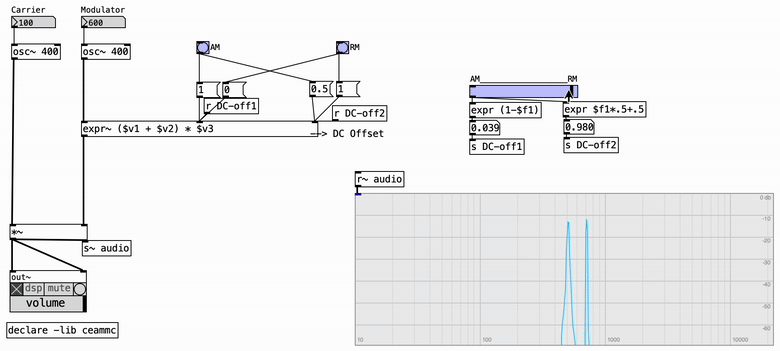 Carrier
Modulator
100
600
osc~ 400
osc~ 400
AM
RM
1
0
0.5
1
r DC-off1
r DC-off2
expr~ ($v1 + $v2) * $v3
—> DC Offset
AM
RM
expr (1-$f1)
expr $f1*.5+.5
0.039
0.980
s DC-off1
s DC-off2
r~ audio
*~
s~ audio
out~
dsp
mute
volume
declare -lib ceammc
0 dB
-10
-20
-30
-40
-50
-60
-70
-80
10
100
1000
10000